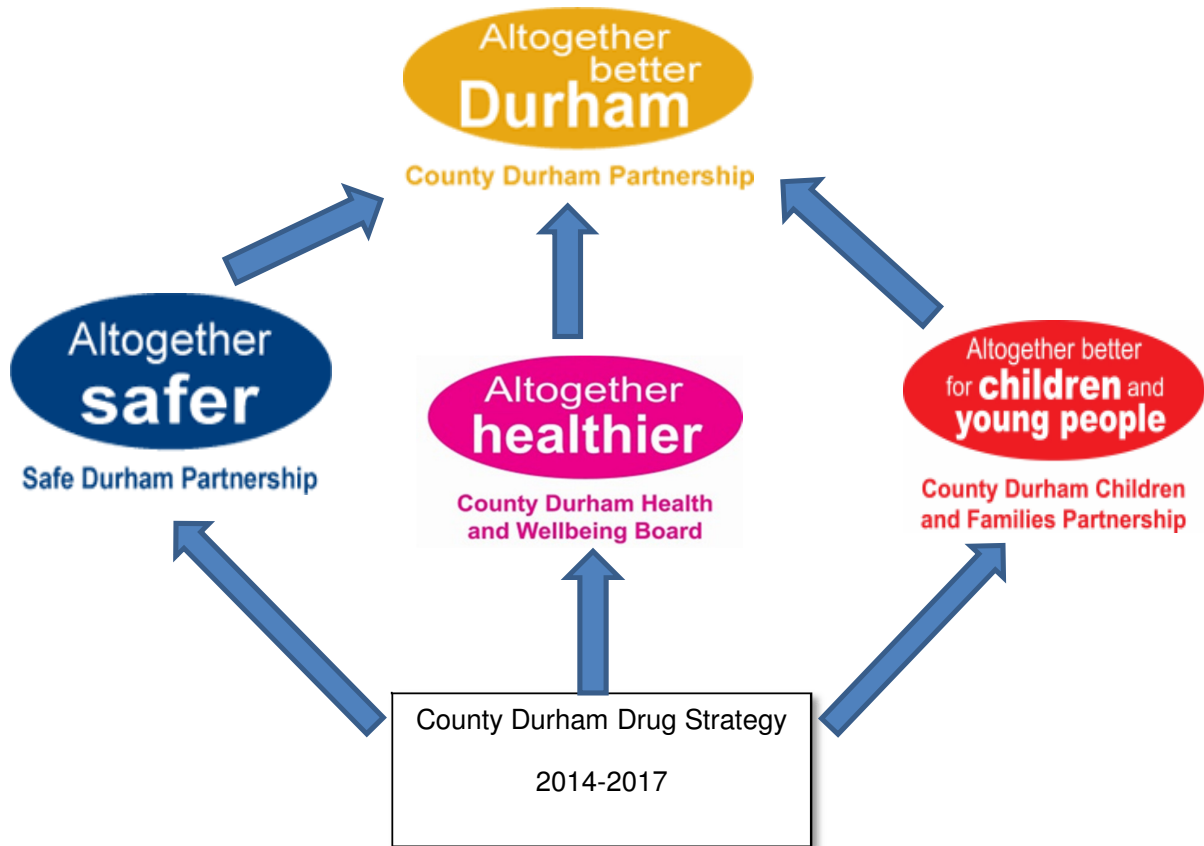 Altogether
better
Durham
County Durham Partnership
Altogether
safer
Safe Durham Partnership
Altogether
healthier
County Durham Health
and Wellbeing Board
Altogether better
for children and
young people
County Durham Children
and Families Partnership
County Durham Drug Strategy
2014-2017